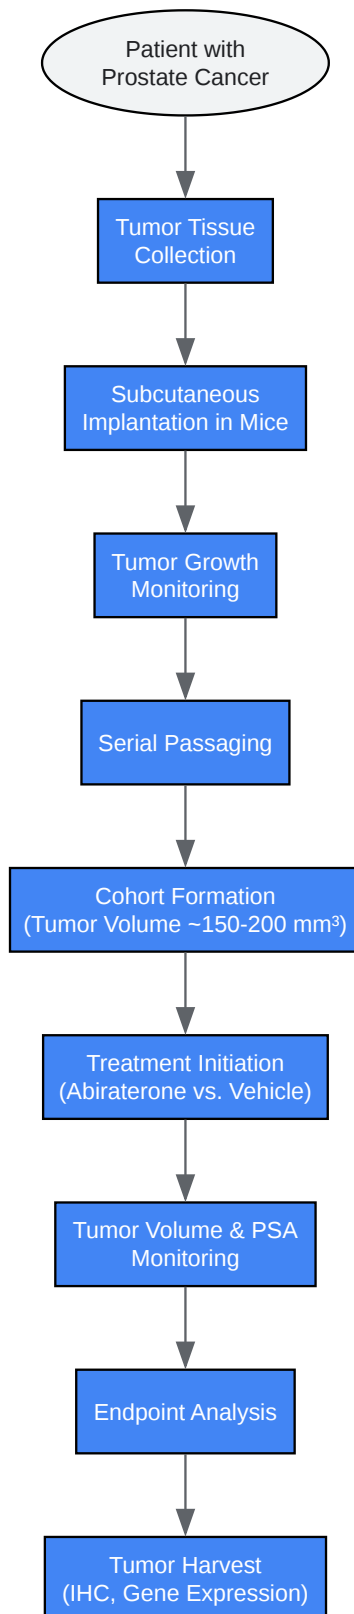 Patient with
Prostate Cancer
Tumor Tissue
Collection
Subcutaneous
Implantation in Mice
Tumor Growth
Monitoring
Serial Passaging
Cohort Formation
(Tumor Volume ~150-200 mm³)
Treatment Initiation
(Abiraterone vs. Vehicle)
Tumor Volume & PSA
Monitoring
Endpoint Analysis
Tumor Harvest
(IHC, Gene Expression)